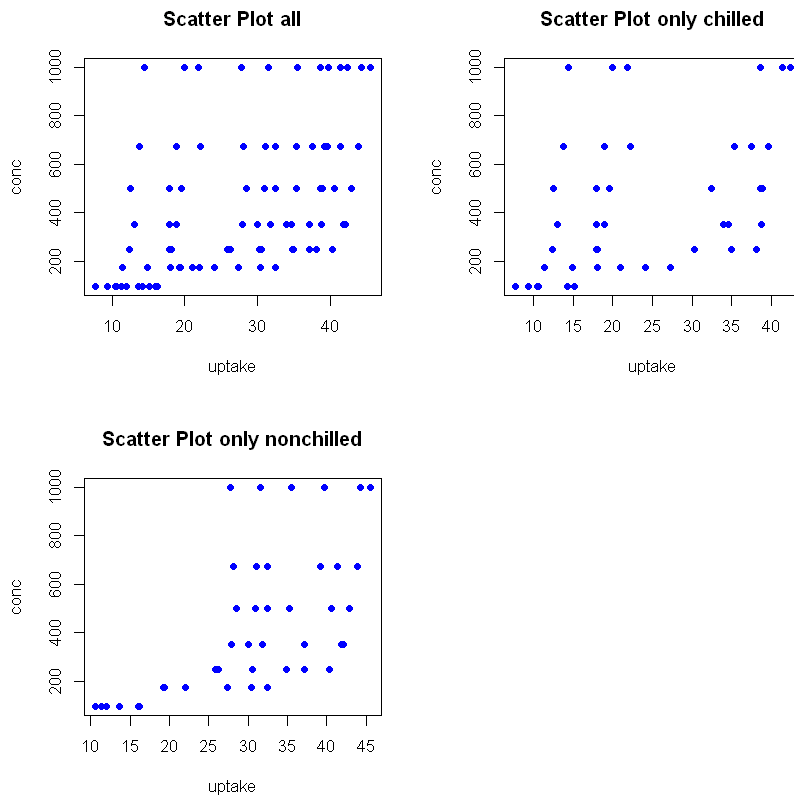 Scatter Plot all
conc
1000
800
600
400
200
10 20 30 40
uptake
Scatter Plot only chilled
conc
1000
800
600
400
200
10 15 20 25 30 35 40
uptake
Scatter Plot only nonchilled
conc
1000
800
600
400
200
10 15 20 25 30 35 40 45
uptake